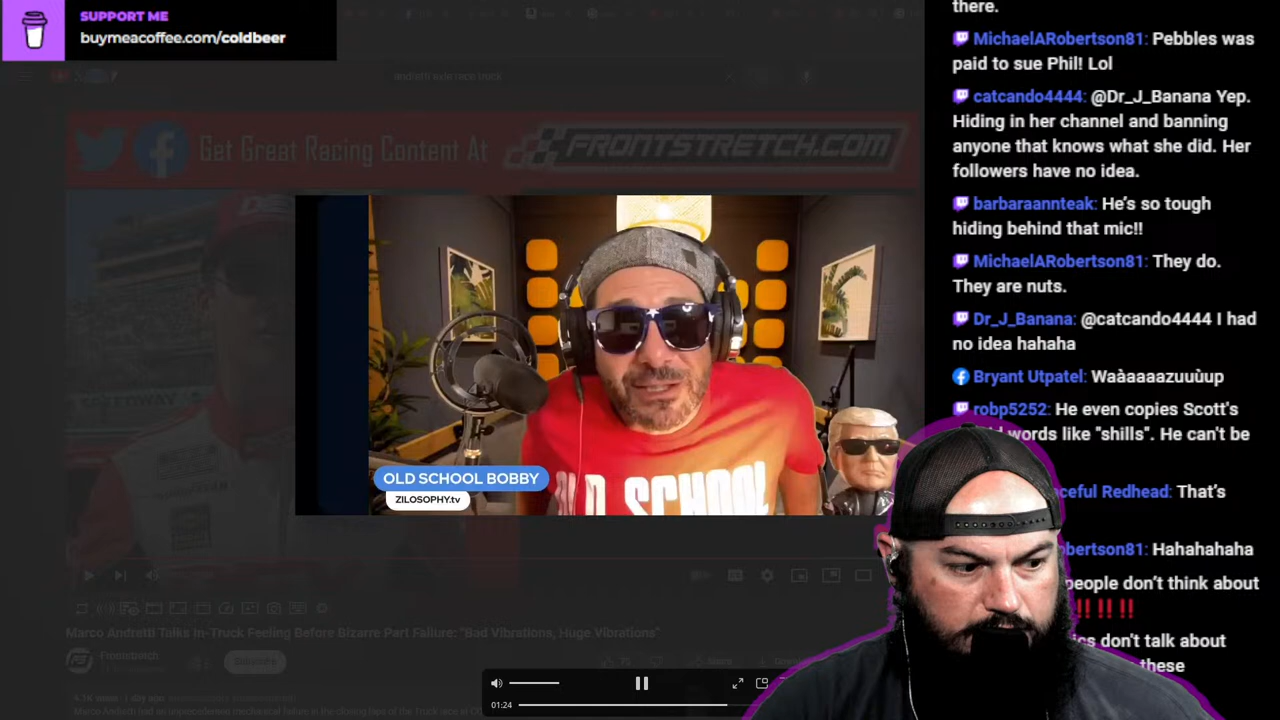 SUPPORT ME
buymeacoffee.com/coldbeer
there.
MichaelARobertson81: Pebbles was
paid to sue Phil! Lol
catcando4444: @Dr_J_Banana Yep.
Hiding in her channel and banning
anyone that knows what she did. Her
followers have no idea.
barbaraannteak: He's so tough
hiding behind that mic!!
MichaelARobertson81: They do.
They are nuts.
Dr_J_Banana: @catcando4444 I had
no idea hahaha
Bryant Utpatel: Waàaaazuuùup
robp5252: He even copies Scott's
words like "shills". He can't be
Redhead: That's
bertson81: Hahahahaha
people don't think about
‼️‼️
don't talk about
these
Get Great Racing Content At FRONTSTRETCH.COM
OLD SCHOOL BOBBY
ZILOSOPHY.tv
OLD SCHOOL
Marco Andretti Talks In-Truck Feeling Before Bizarre Part Failure: "Bad Vibrations, Huge Vibrations"
Frontstretch
01:24